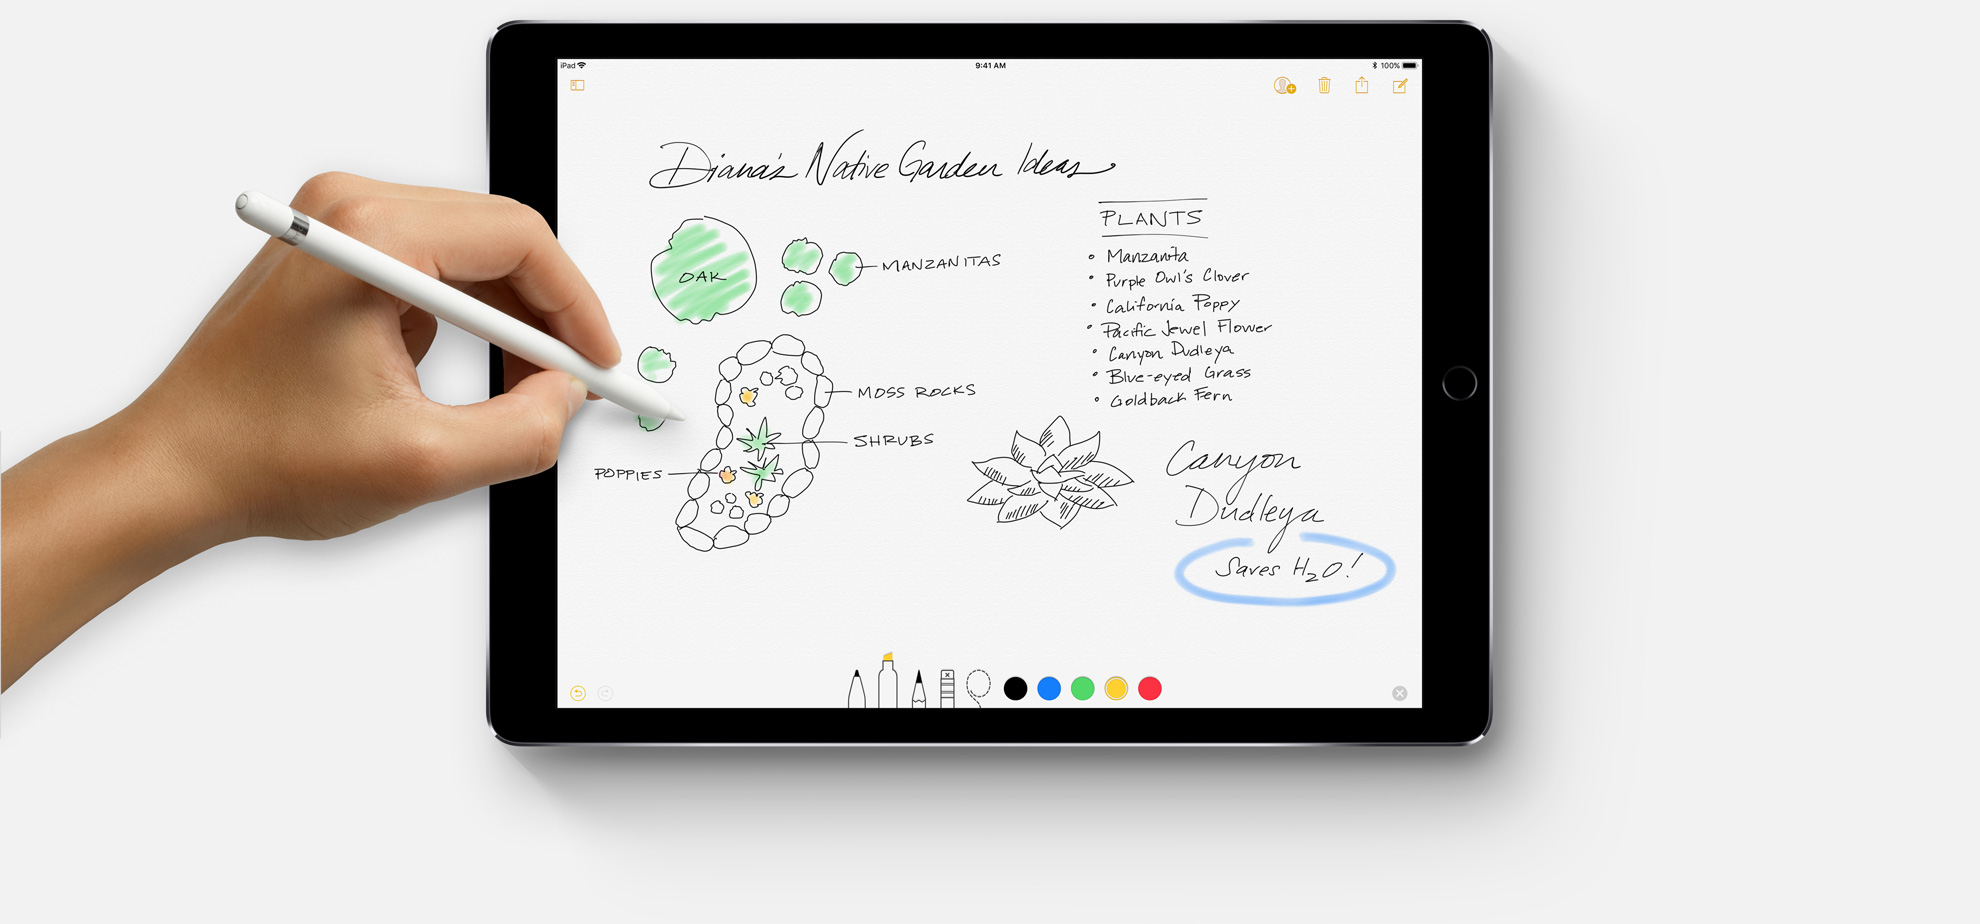 iPad
9:41 AM
100%
Diana's Native Garden Ideas
PLANTS
OAK
MANZANITAS
• Manzanita
• Purple Owl's Clover
• California Poppy
• Pacific Jewel Flower
• Canyon Dudleya
• Blue-eyed Grass
• Goldback Fern
MOSS ROCKS
SHRUBS
POPPIES
Canyon
Dudleya
Saves H₂O!